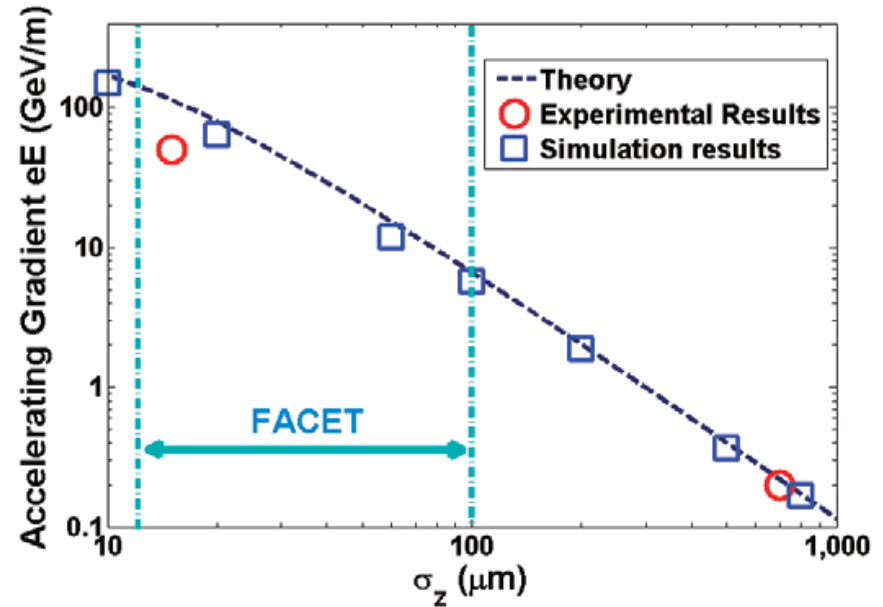 Accelerating Gradient eE (GeV/m)
100
10
1
0.1
Theory
Experimental Results
Simulation results
FACET
10
100
1,000
σz (μm)